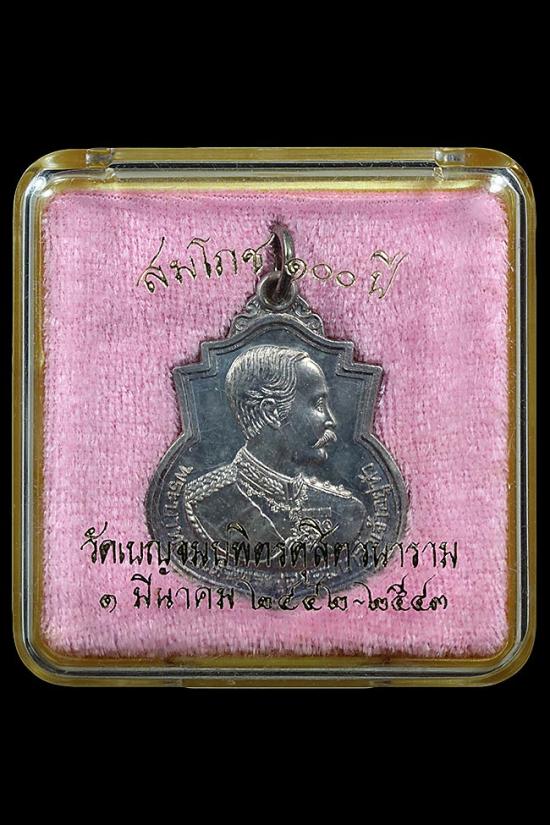 สมโภช ๑๐๐ ปี
วัดเบญจมบพิตรดุสิตวนาราม
๑ มีนาคม ๒๔๔๒-๒๕๔๓